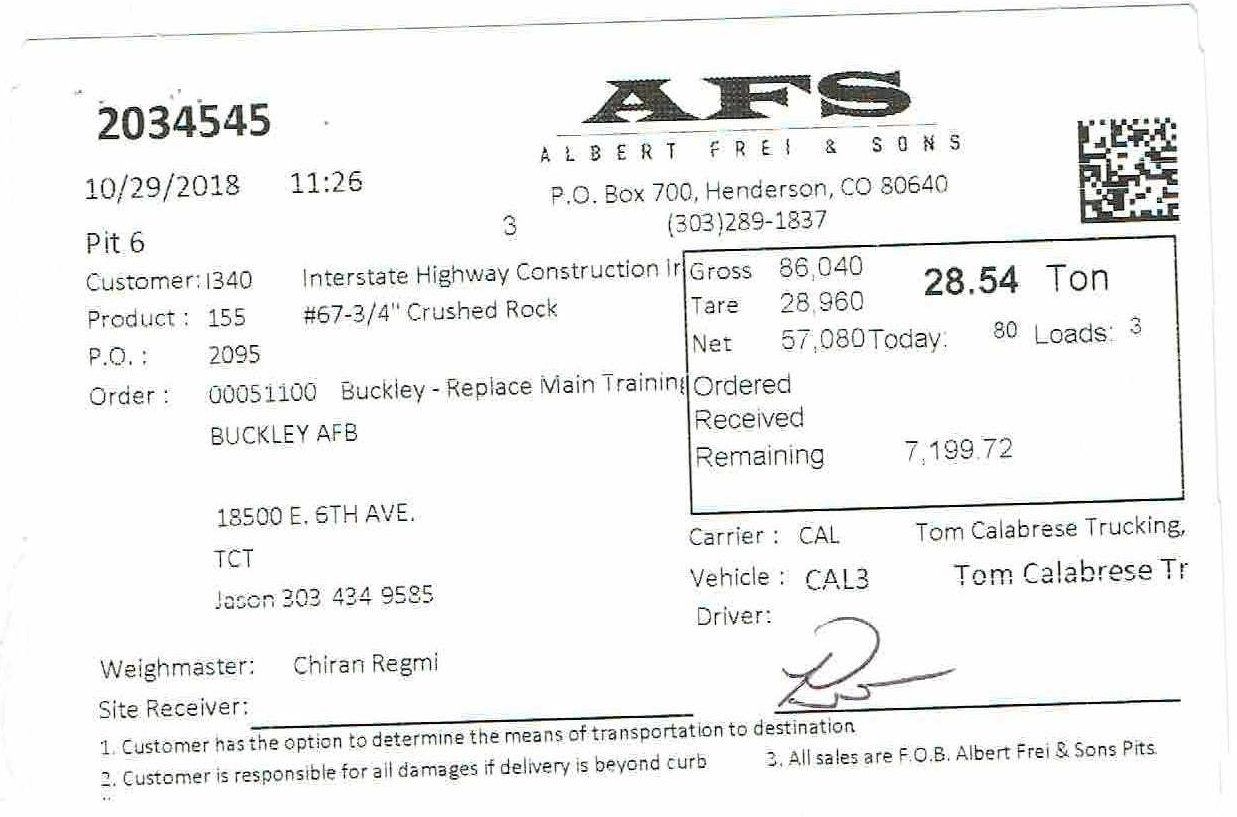 2034545
AFS
ALBERT FREI & SONS
10/29/2018 11:26
P.O. Box 700, Henderson, CO 80640
3
(303)289-1837
Pit 6
Customer: I340 Interstate Highway Construction Ir
Product : 155 #67-3/4" Crushed Rock
P.O. : 2095
Order : 00051100 Buckley - Replace Main Training
BUCKLEY AFB
18500 E. 6TH AVE.
TCT
Jason 303 434 9585
Gross 86,040 28.54 Ton
Tare 28,960
Net 57,080 Today: 80 Loads: 3
Ordered
Received
Remaining 7,199.72
Carrier : CAL Tom Calabrese Trucking,
Vehicle : CAL3 Tom Calabrese Tr
Driver:
Weighmaster: Chiran Regmi
Site Receiver:
1. Customer has the option to determine the means of transportation to destination
2. Customer is responsible for all damages if delivery is beyond curb
3. All sales are F.O.B. Albert Frei & Sons Pits.